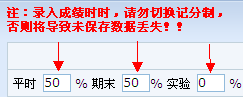 注：录入成绩时时，请勿切换记分制，
否则将导致未保存数据丢失！！
平时 50 % 期末 50 % 实验 0 %